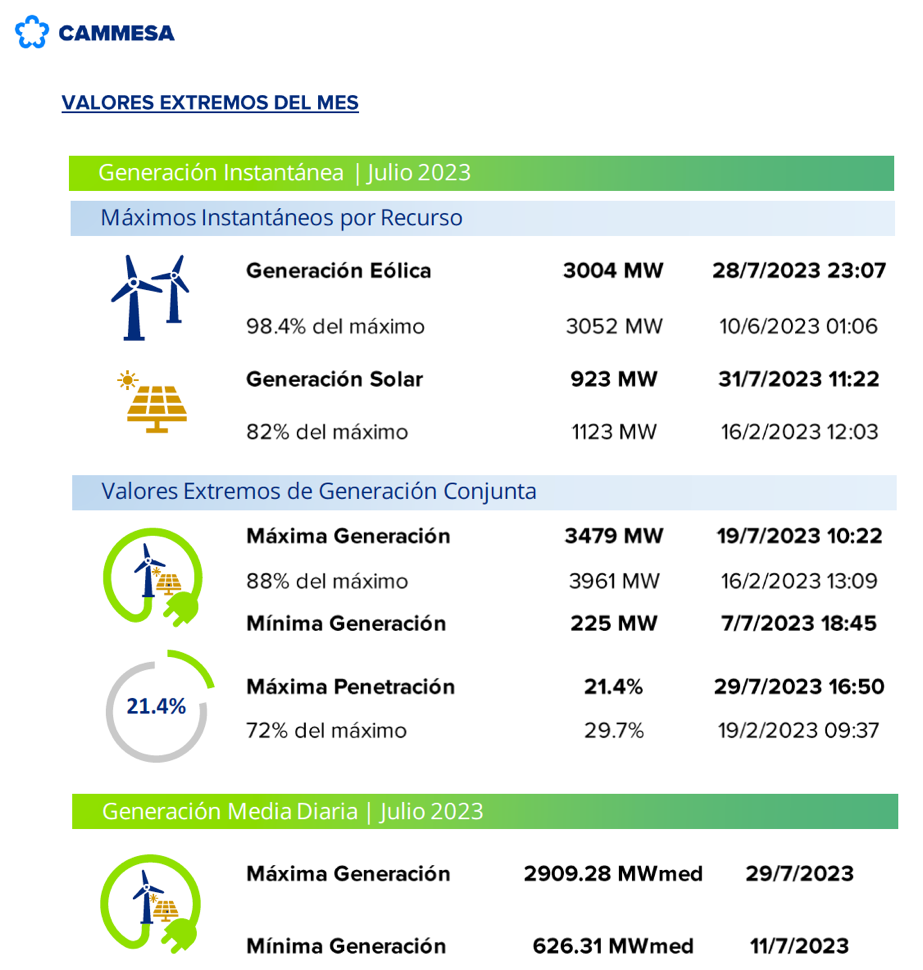 CAMMESA
VALORES EXTREMOS DEL MES
Generación Instantánea | Julio 2023
Máximos Instantáneos por Recurso
Generación Eólica 3004 MW 28/7/2023 23:07
98.4% del máximo 3052 MW 10/6/2023 01:06
Generación Solar 923 MW 31/7/2023 11:22
82% del máximo 1123 MW 16/2/2023 12:03
Valores Extremos de Generación Conjunta
Máxima Generación 3479 MW 19/7/2023 10:22
88% del máximo 3961 MW 16/2/2023 13:09
Mínima Generación 225 MW 7/7/2023 18:45
21.4% Máxima Penetración 21.4% 29/7/2023 16:50
72% del máximo 29.7% 19/2/2023 09:37
Generación Media Diaria | Julio 2023
Máxima Generación 2909.28 MWmed 29/7/2023
Mínima Generación 626.31 MWmed 11/7/2023